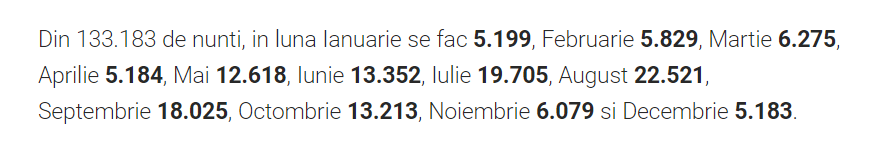 Din 133.183 de nunti, in luna Ianuarie se fac 5.199, Februarie 5.829, Martie 6.275,
Aprilie 5.184, Mai 12.618, Iunie 13.352, Iulie 19.705, August 22.521,
Septembrie 18.025, Octombrie 13.213, Noiembrie 6.079 si Decembrie 5.183.